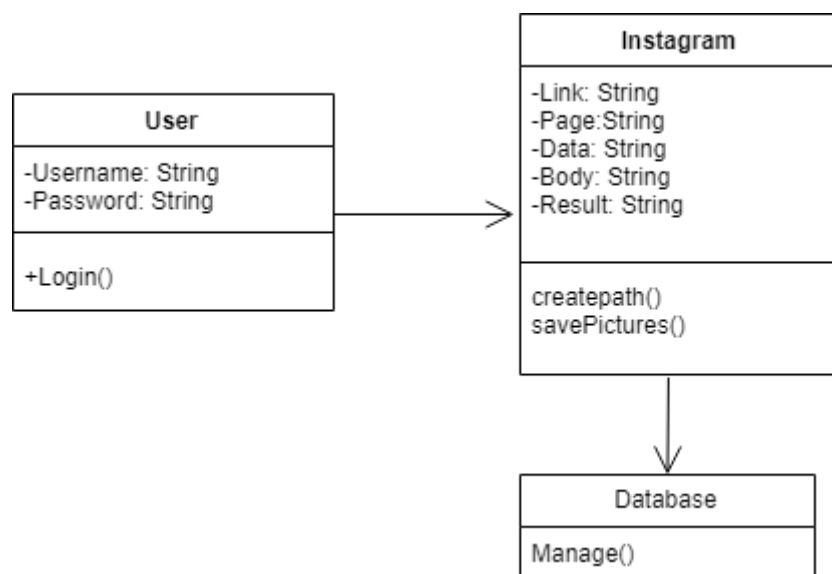 User
-Username: String
-Password: String
+Login()
Instagram
-Link: String
-Page:String
-Data: String
-Body: String
-Result: String
createpath()
savePictures()
Database
Manage()